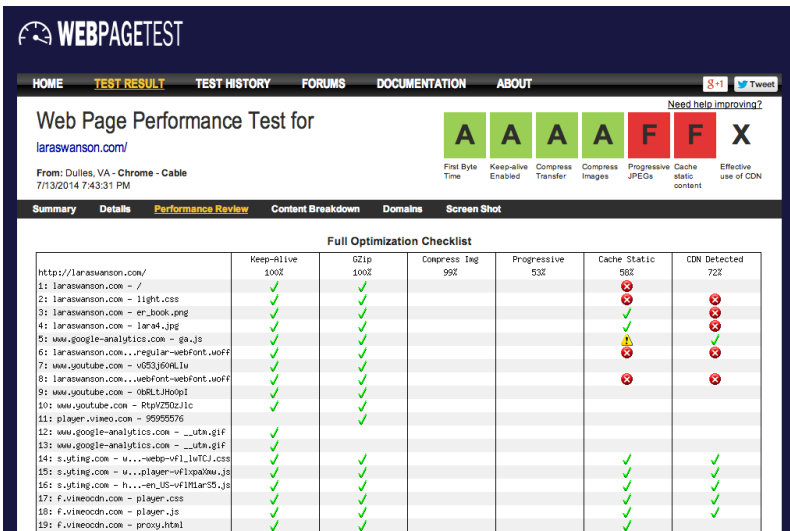 WEBPAGETEST
HOME TEST RESULT TEST HISTORY FORUMS DOCUMENTATION ABOUT g+1 Tweet
Need help improving?
Web Page Performance Test for
laraswanson.com/
From: Dulles, VA - Chrome - Cable
7/13/2014 7:43:31 PM
A A A A F F X
First Byte Time Keep-alive Enabled Compress Transfer Compress Images Progressive JPEGs Cache static content Effective use of CDN
Summary Details Performance Review Content Breakdown Domains Screen Shot
Full Optimization Checklist
Keep-Alive GZip Compress Img Progressive Cache Static CDN Detected
http://laraswanson.com/ 100% 100% 99% 53% 58% 72%
1: laraswanson.com - /
2: laraswanson.com - light.css
3: laraswanson.com - er_book.png
4: laraswanson.com - lara4.jpg
5: www.google-analytics.com - ga.js
6: laraswanson.com...regular-webfont.woff
7: www.youtube.com - vG53j60ALIw
8: laraswanson.com...webfont-webfont.woff
9: www.youtube.com - 0bRLtJHo0pI
10: www.youtube.com - RtpVZ5OzJlc
11: player.vimeo.com - 95955576
12: www.google-analytics.com - __utm.gif
13: www.google-analytics.com - __utm.gif
14: s.ytimg.com - w...-webp-vfl_lwTCJ.css
15: s.ytimg.com - w...player-vflxpaXmw.js
16: s.ytimg.com - h...-en_US-vflM1arS5.js
17: f.vimeocdn.com - player.css
18: f.vimeocdn.com - player.js
19: f.vimeocdn.com - proxy.html